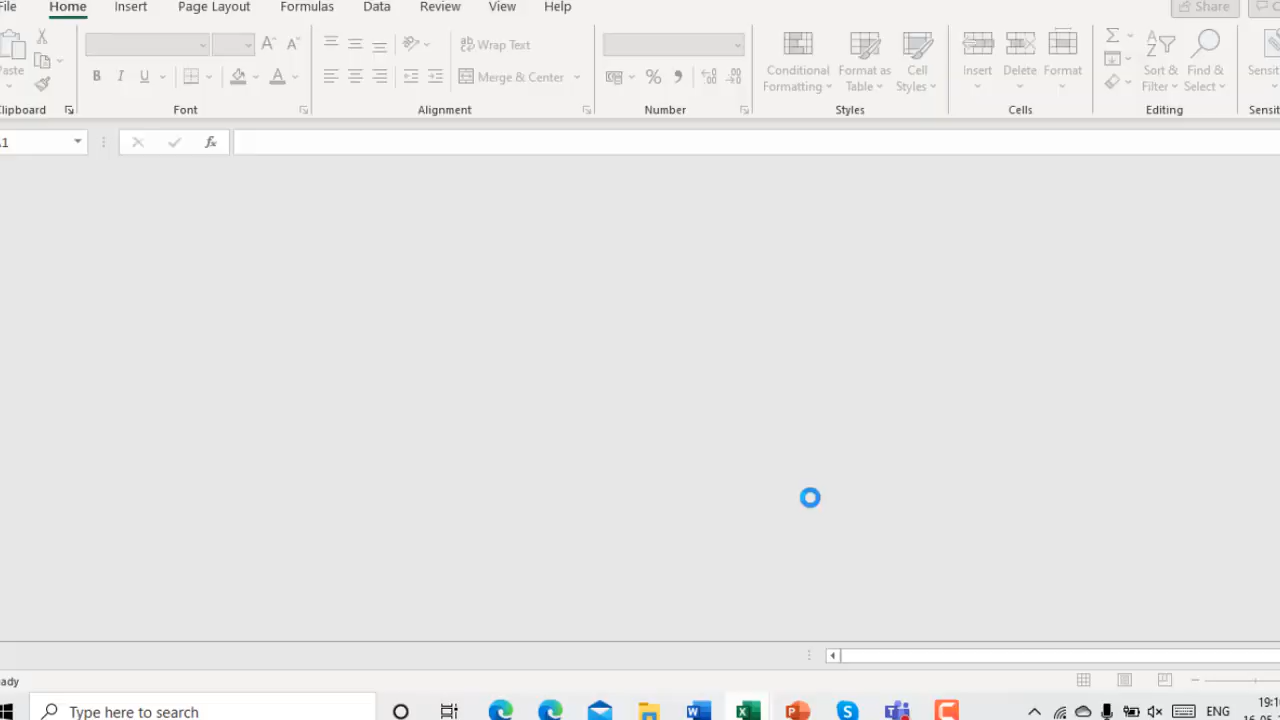 File Home Insert Page Layout Formulas Data Review View Help Share
Wrap Text
Paste B I U Merge & Center % Conditional Formatting Format as Table Cell Styles Insert Delete Format Sort & Filter Find & Select
Clipboard Font Alignment Number Styles Cells Editing
fx
Type here to search ENG